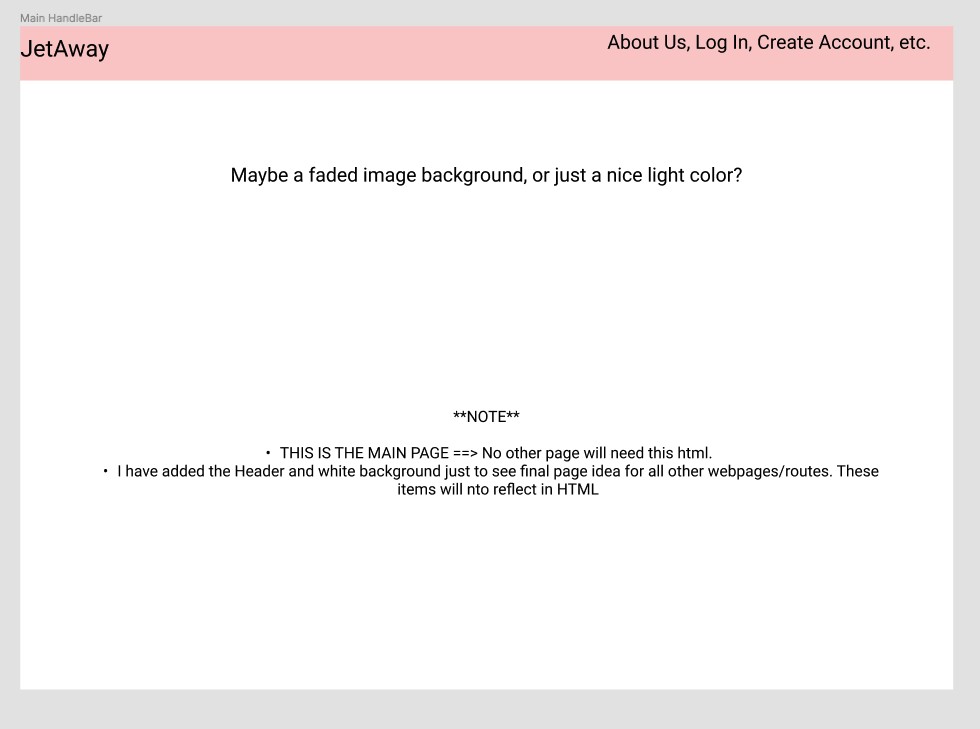 Main HandleBar
JetAway
About Us, Log In, Create Account, etc.
Maybe a faded image background, or just a nice light color?
**NOTE**
• THIS IS THE MAIN PAGE ==> No other page will need this html.
• I have added the Header and white background just to see final page idea for all other webpages/routes. These
items will nto reflect in HTML